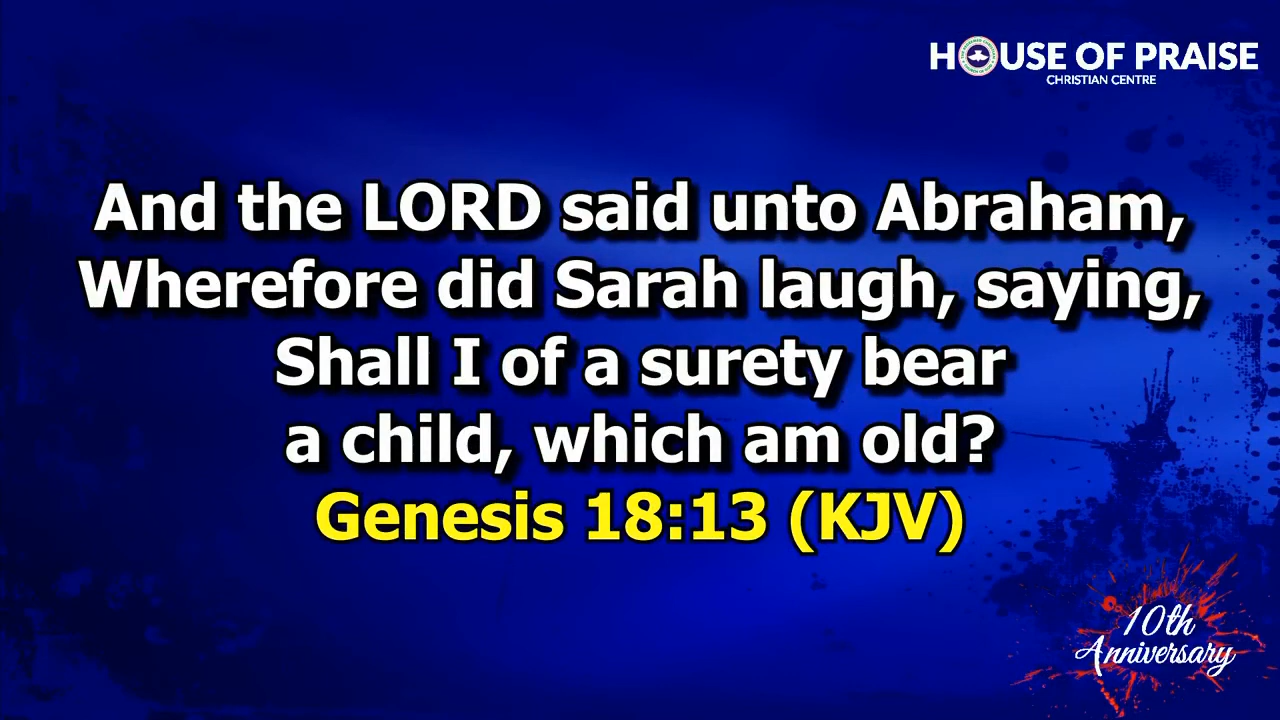 HOUSE OF PRAISE
CHRISTIAN CENTRE
And the LORD said unto Abraham,
Wherefore did Sarah laugh, saying,
Shall I of a surety bear
a child, which am old?
Genesis 18:13 (KJV)
10th
Anniversary